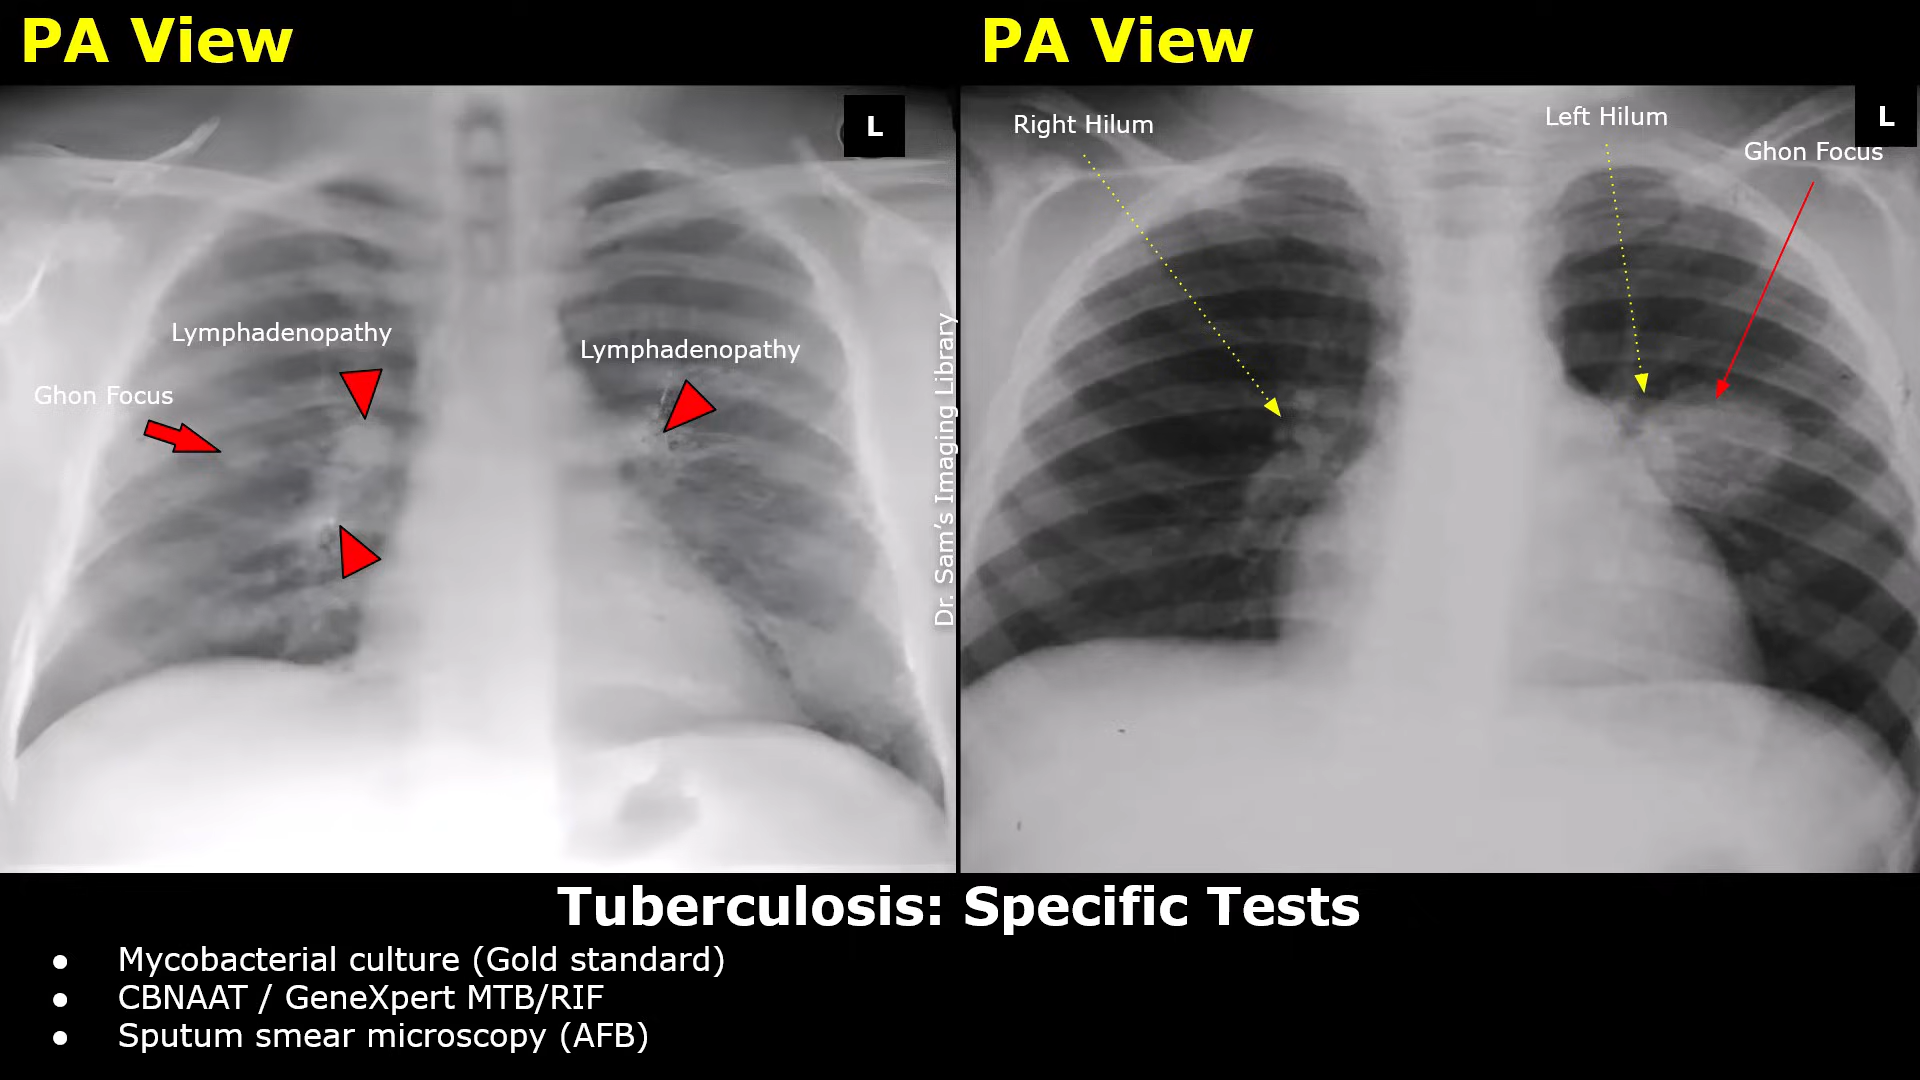 PA View
L
Lymphadenopathy
Lymphadenopathy
Ghon Focus
Dr. Sam's Imaging Library
PA View
L
Right Hilum
Left Hilum
Ghon Focus
Tuberculosis: Specific Tests
● Mycobacterial culture (Gold standard)
● CBNAAT / GeneXpert MTB/RIF
● Sputum smear microscopy (AFB)